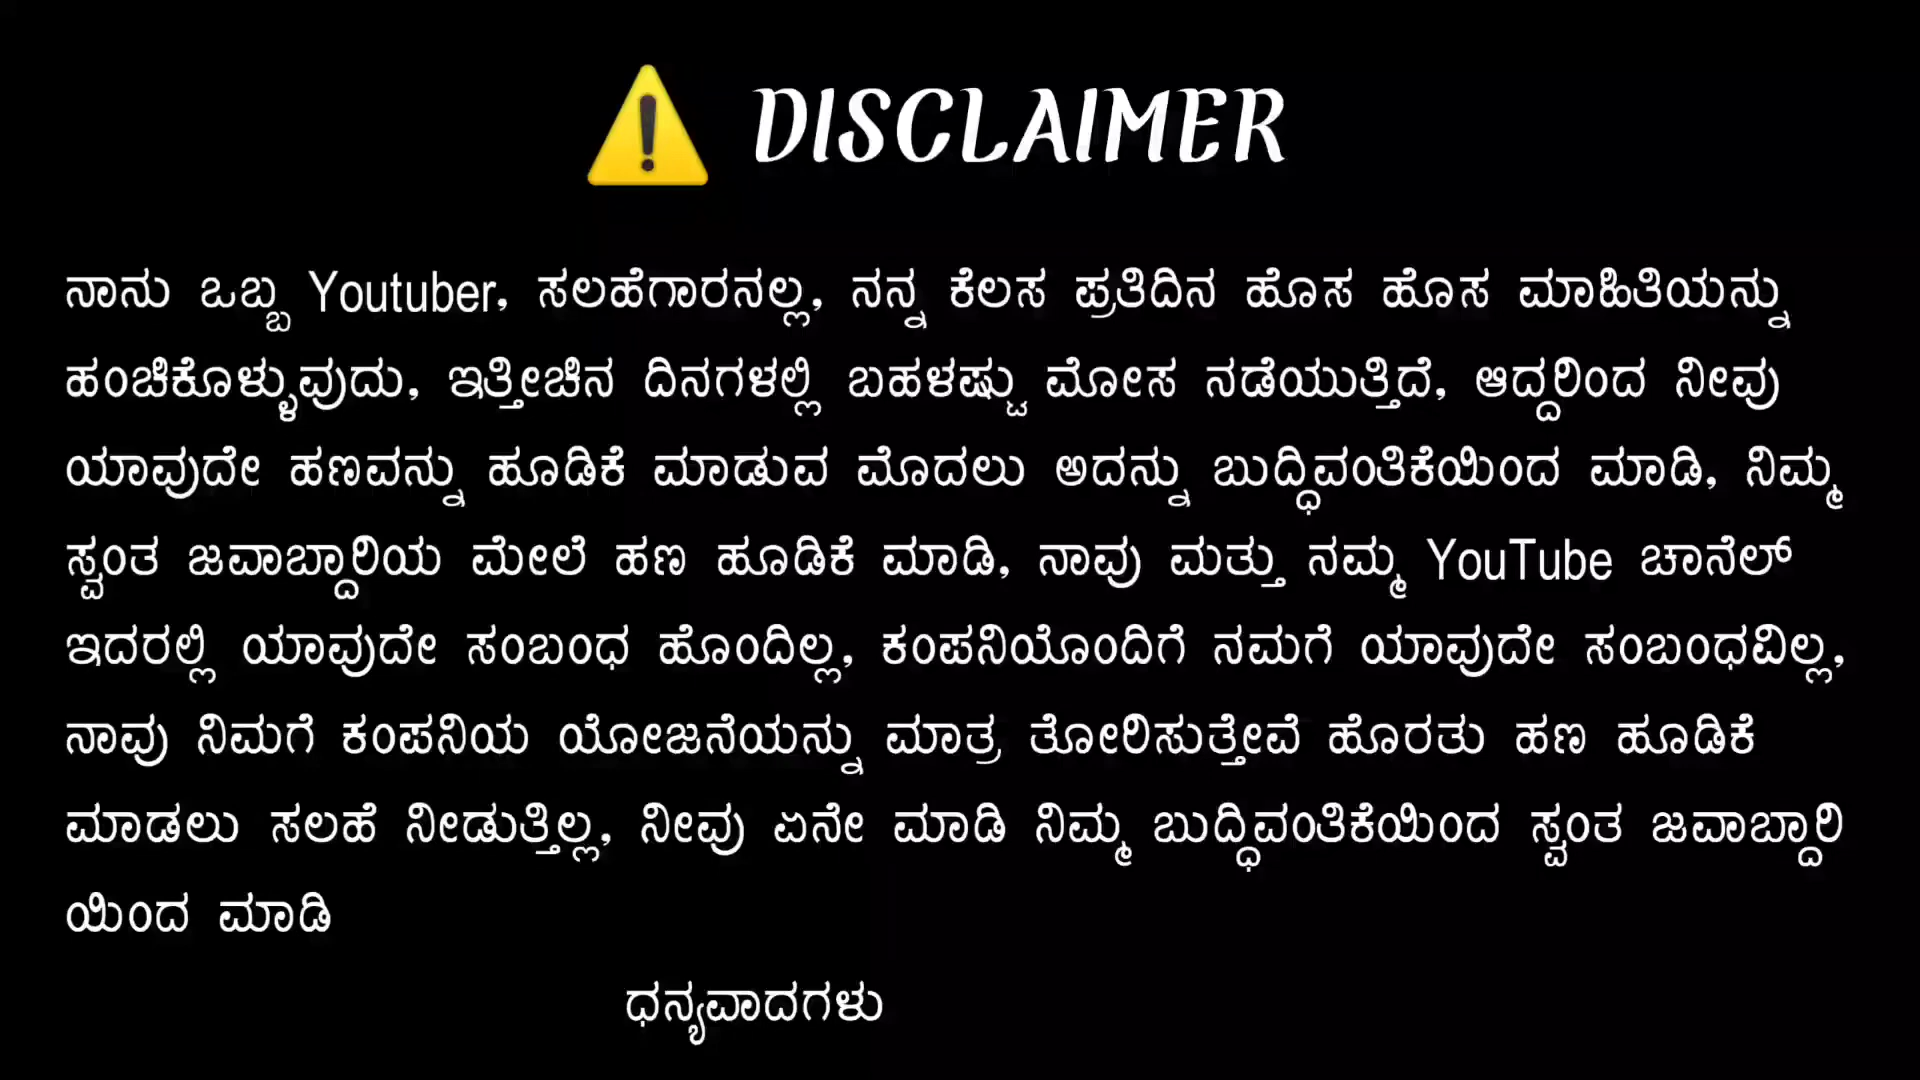 ⚠ DISCLAIMER
ನಾನು ಒಬ್ಬ Youtuber, ಸಲಹೆಗಾರನಲ್ಲ, ನನ್ನ ಕೆಲಸ ಪ್ರತಿದಿನ ಹೊಸ ಹೊಸ ಮಾಹಿತಿಯನ್ನು
ಹಂಚಿಕೊಳ್ಳುವುದು, ಇತ್ತೀಚಿನ ದಿನಗಳಲ್ಲಿ ಬಹಳಷ್ಟು ಮೋಸ ನಡೆಯುತ್ತಿದೆ, ಆದ್ದರಿಂದ ನೀವು
ಯಾವುದೇ ಹಣವನ್ನು ಹೂಡಿಕೆ ಮಾಡುವ ಮೊದಲು ಅದನ್ನು ಬುದ್ಧಿವಂತಿಕೆಯಿಂದ ಮಾಡಿ, ನಿಮ್ಮ
ಸ್ವಂತ ಜವಾಬ್ದಾರಿಯ ಮೇಲೆ ಹಣ ಹೂಡಿಕೆ ಮಾಡಿ, ನಾವು ಮತ್ತು ನಮ್ಮ YouTube ಚಾನೆಲ್
ಇದರಲ್ಲಿ ಯಾವುದೇ ಸಂಬಂಧ ಹೊಂದಿಲ್ಲ, ಕಂಪನಿಯೊಂದಿಗೆ ನಮಗೆ ಯಾವುದೇ ಸಂಬಂಧವಿಲ್ಲ,
ನಾವು ನಿಮಗೆ ಕಂಪನಿಯ ಯೋಜನೆಯನ್ನು ಮಾತ್ರ ತೋರಿಸುತ್ತೇವೆ ಹೊರತು ಹಣ ಹೂಡಿಕೆ
ಮಾಡಲು ಸಲಹೆ ನೀಡುತ್ತಿಲ್ಲ, ನೀವು ಏನೇ ಮಾಡಿ ನಿಮ್ಮ ಬುದ್ಧಿವಂತಿಕೆಯಿಂದ ಸ್ವಂತ ಜವಾಬ್ದಾರಿ
ಯಿಂದ ಮಾಡಿ
ಧನ್ಯವಾದಗಳು